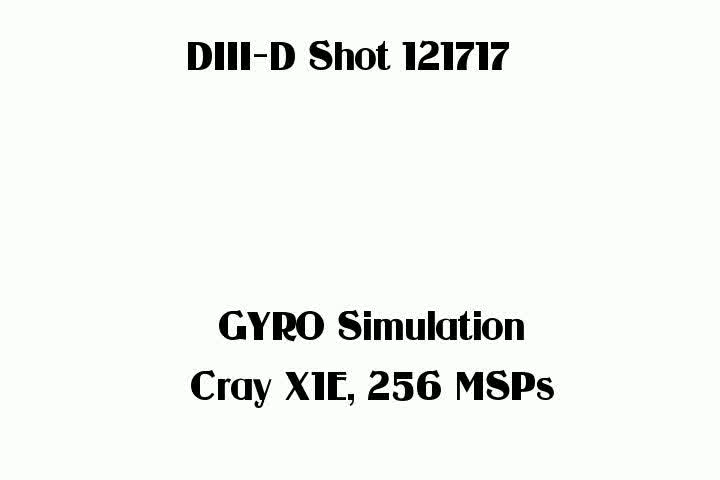 DIII-D Shot 121717
GYRO Simulation
Cray X1E, 256 MSPs